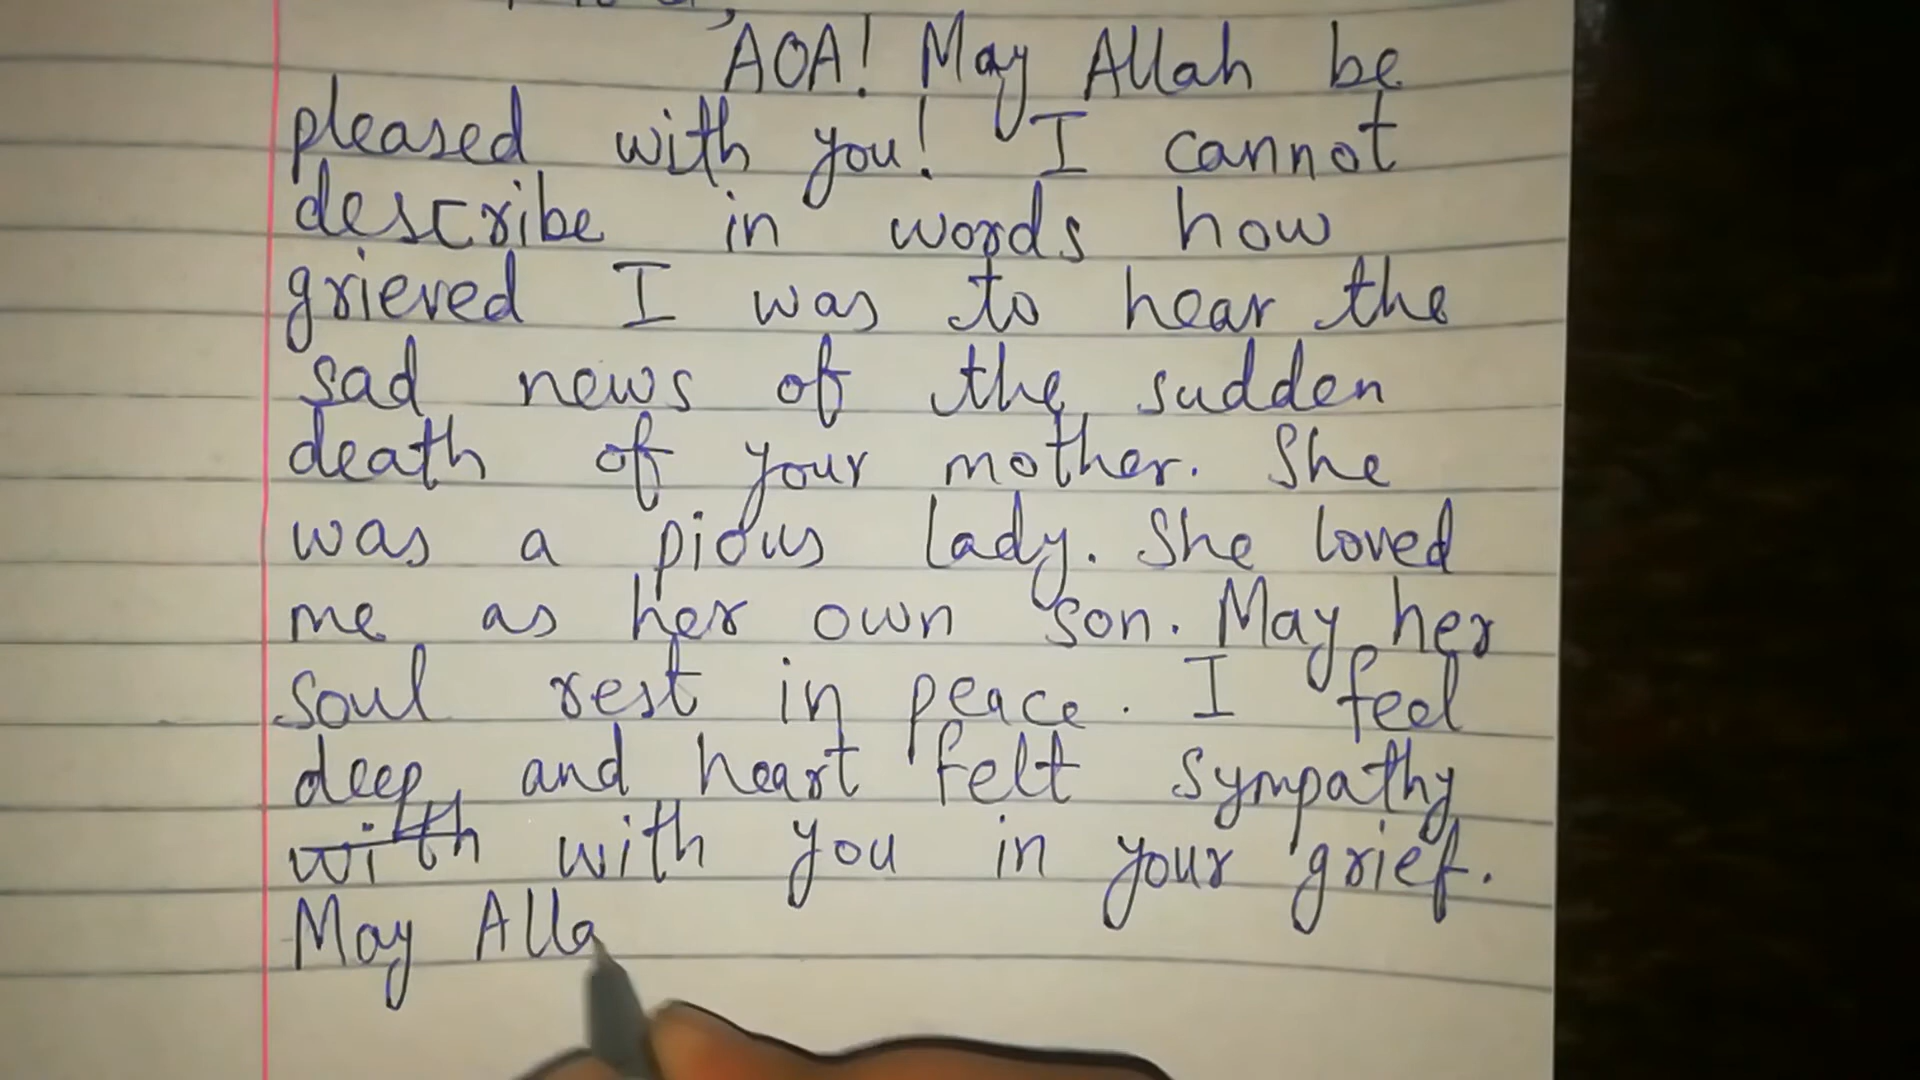 AOA! May Allah be
pleased with you! I cannot
describe in words how
grieved I was to hear the
sad news of the sudden
death of your mother. She
was a pious lady. She loved
me as her own son. May her
soul rest in peace. I feel
deep and heart felt sympathy
with with you in your grief.
May Alla